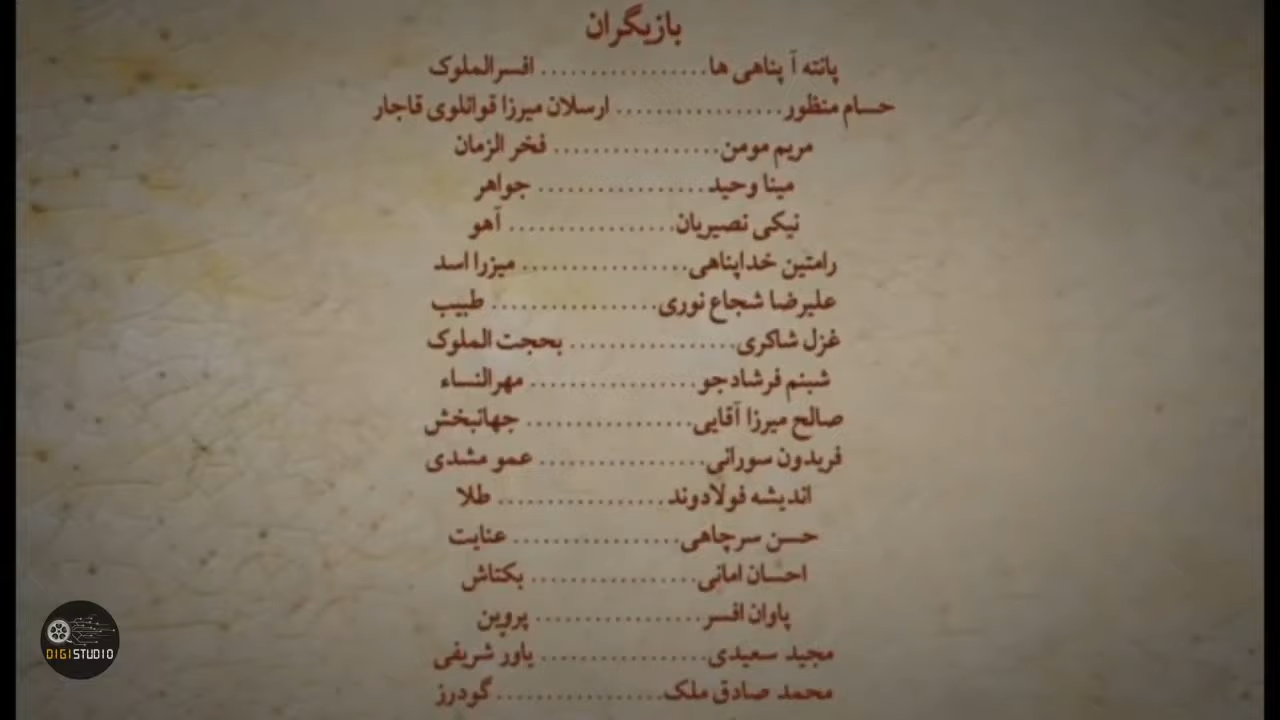 بازیگران
پانته آ پناهی ها................. افسرالملوک
حسام منظور................. ارسلان میرزا قوانلوی قاجار
مریم مومن................. فخر الزمان
مینا وحید................. جواهر
نیکی نصیریان................. آهو
رامتین خداپناهی................. میزرا اسد
علیرضا شجاع نوری................. طبیب
غزل شاکری................. بحجت الملوک
شبنم فرشادجو................. مهرالنساء
صالح میرزا آقایی................. جهانبخش
فریدون سورانی................. عمو مشدی
اندیشه فولادوند................. طلا
حسن سرچاهی................. عنایت
احسان امانی................. بکتاش
پاوان افسر................. پروین
مجید سعیدی................. یاور شریفی
محمد صادق ملک................. گودرز
DIGISTUDIO